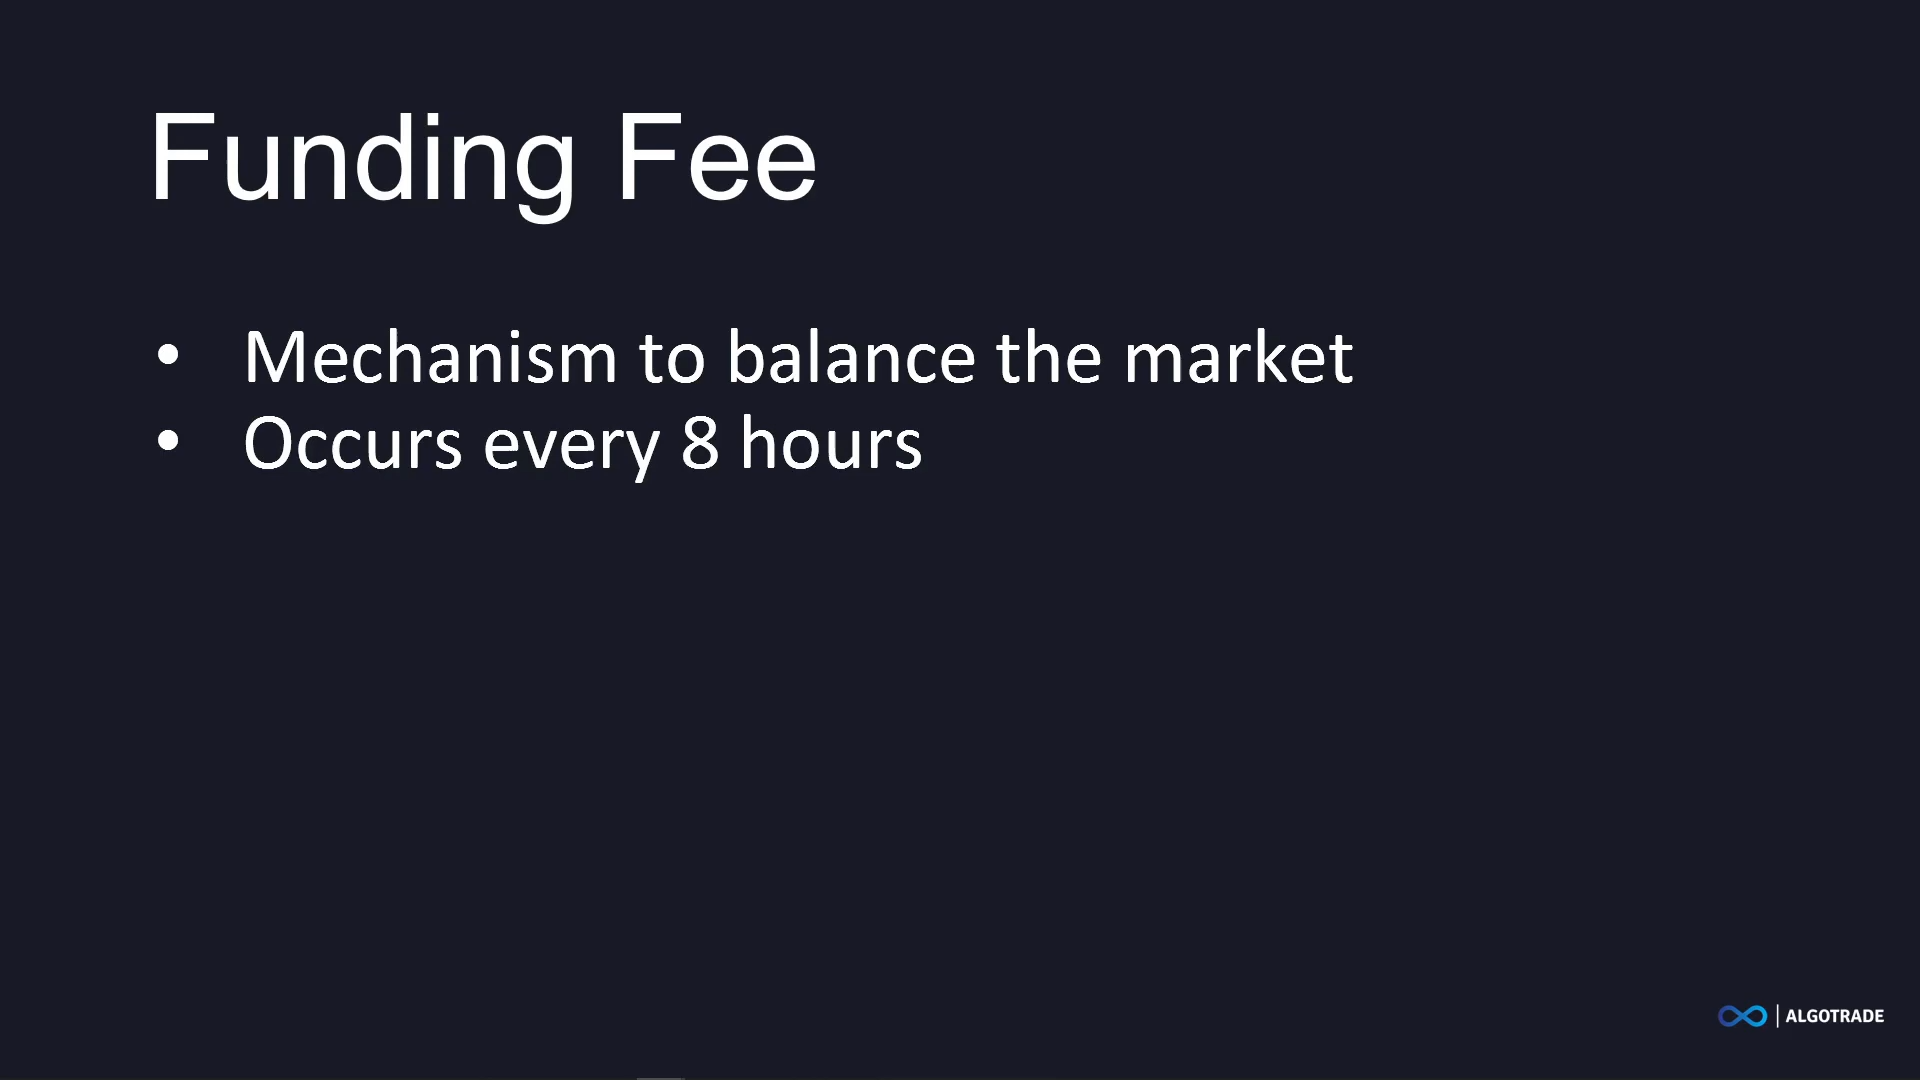 Funding Fee
• Mechanism to balance the market
• Occurs every 8 hours
ALGOTRADE